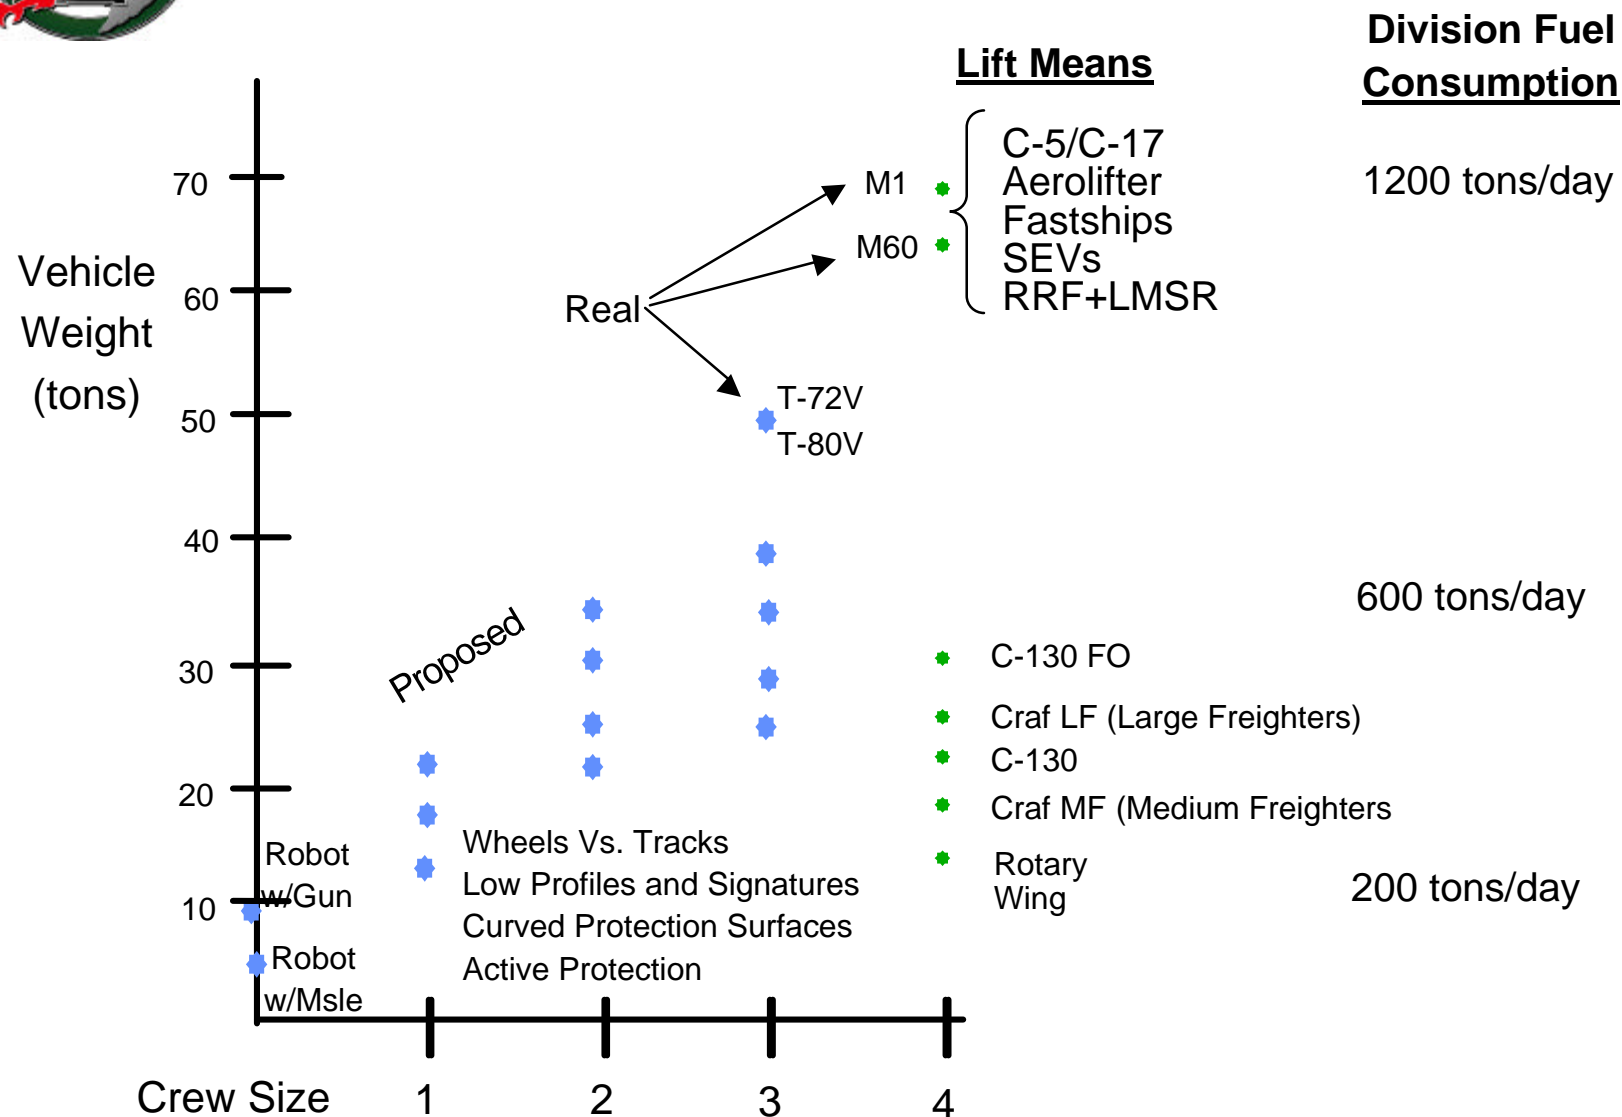 Division Fuel
Consumption
Lift Means
C-5/C-17
Aerolifter
Fastships
SEVs
RRF+LMSR
1200 tons/day
70
M1
M60
Vehicle
Weight
(tons)
60
Real
50
T-72V
T-80V
40
600 tons/day
Proposed
30
C-130 FO
Craf LF (Large Freighters)
C-130
20
Craf MF (Medium Freighters
Robot
w/Gun
Wheels Vs. Tracks
Low Profiles and Signatures
Curved Protection Surfaces
Active Protection
Rotary
Wing
200 tons/day
10
Robot
w/Msle
Crew Size
1
2
3
4